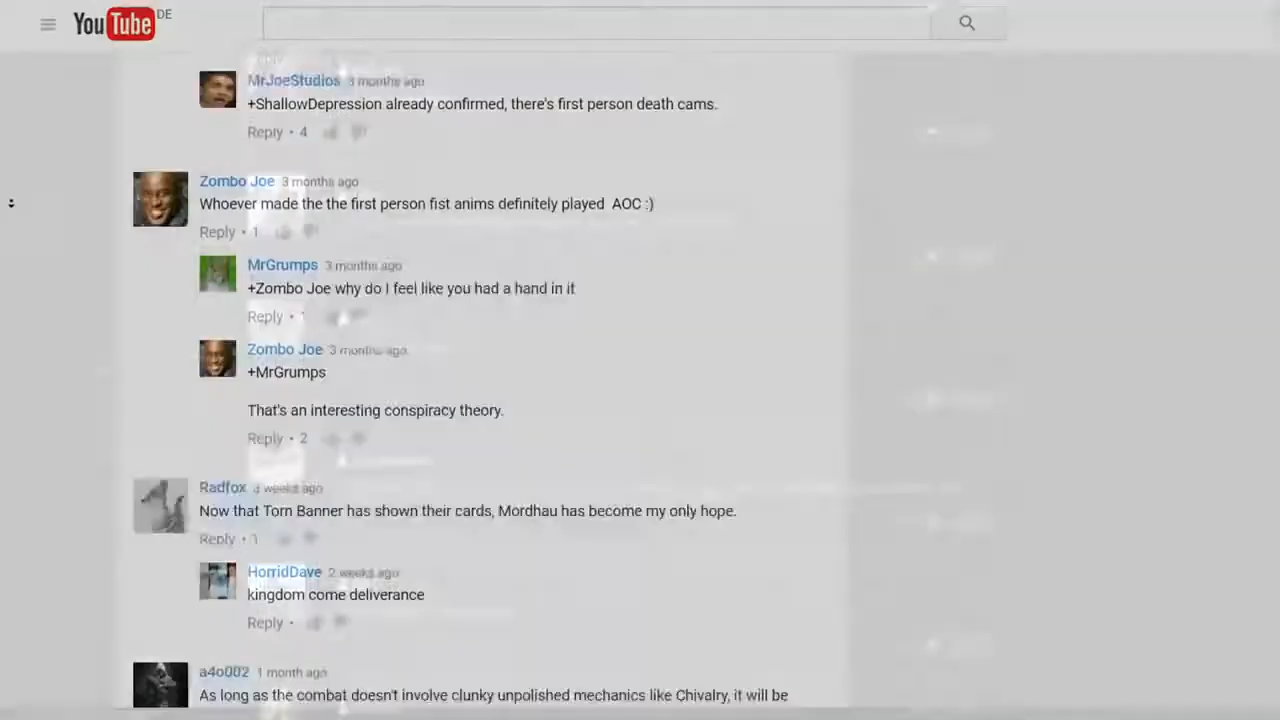 YouTube DE
MrJoeStudios 3 months ago
+ShallowDepression already confirmed, there's first person death cams.
Reply • 4
Zombo Joe 3 months ago
Whoever made the the first person fist anims definitely played AOC :)
Reply • 1
MrGrumps 3 months ago
+Zombo Joe why do I feel like you had a hand in it
Reply • 1
Zombo Joe 3 months ago
+MrGrumps
That's an interesting conspiracy theory.
Reply • 2
Radfox 3 weeks ago
Now that Torn Banner has shown their cards, Mordhau has become my only hope.
Reply • 1
HorridDave 2 weeks ago
kingdom come deliverance
Reply •
a4o002 1 month ago
As long as the combat doesn't involve clunky unpolished mechanics like Chivalry, it will be